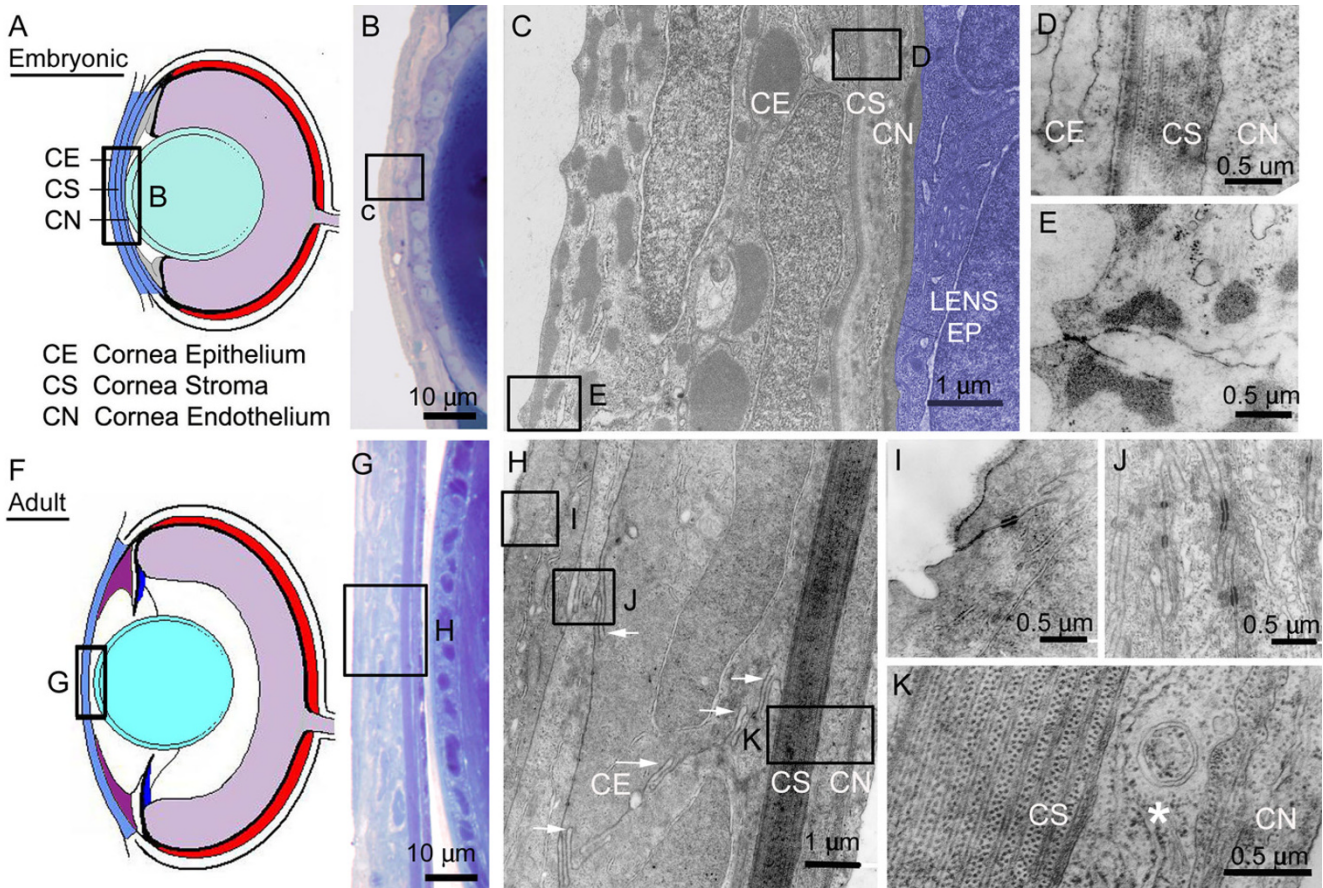 A
Embryonic
CE
CS
CN
B
CE Cornea Epithelium
CS Cornea Stroma
CN Cornea Endothelium
B
c
10 µm
C
D
CE
CS
CN
LENS
EP
E
1 µm
D
CE
CS
CN
0.5 um
E
0.5 µm
F
Adult
G
G
H
10 µm
H
I
J
K
CE
CS
CN
1 µm
I
0.5 µm
J
0.5 µm
K
CS
*
CN
0.5 µm